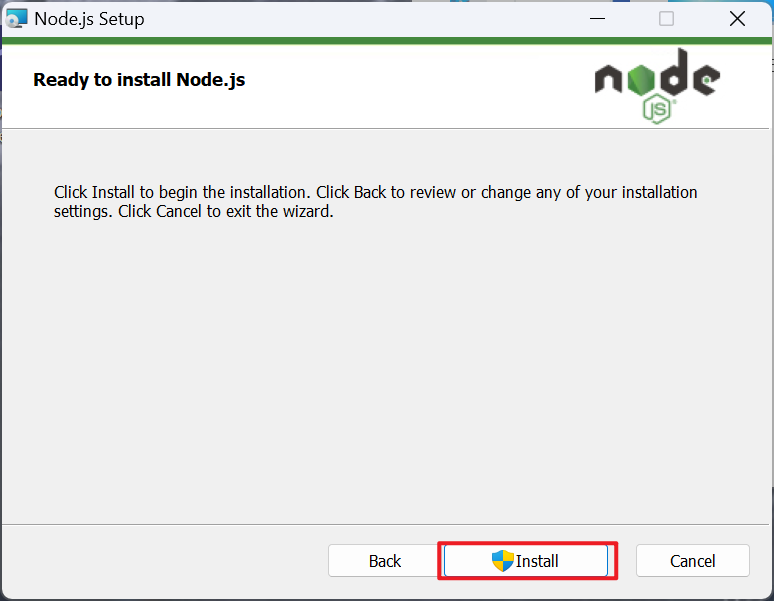 Node.js Setup
Ready to install Node.js
node
JS
Click Install to begin the installation. Click Back to review or change any of your installation
settings. Click Cancel to exit the wizard.
Back
Install
Cancel